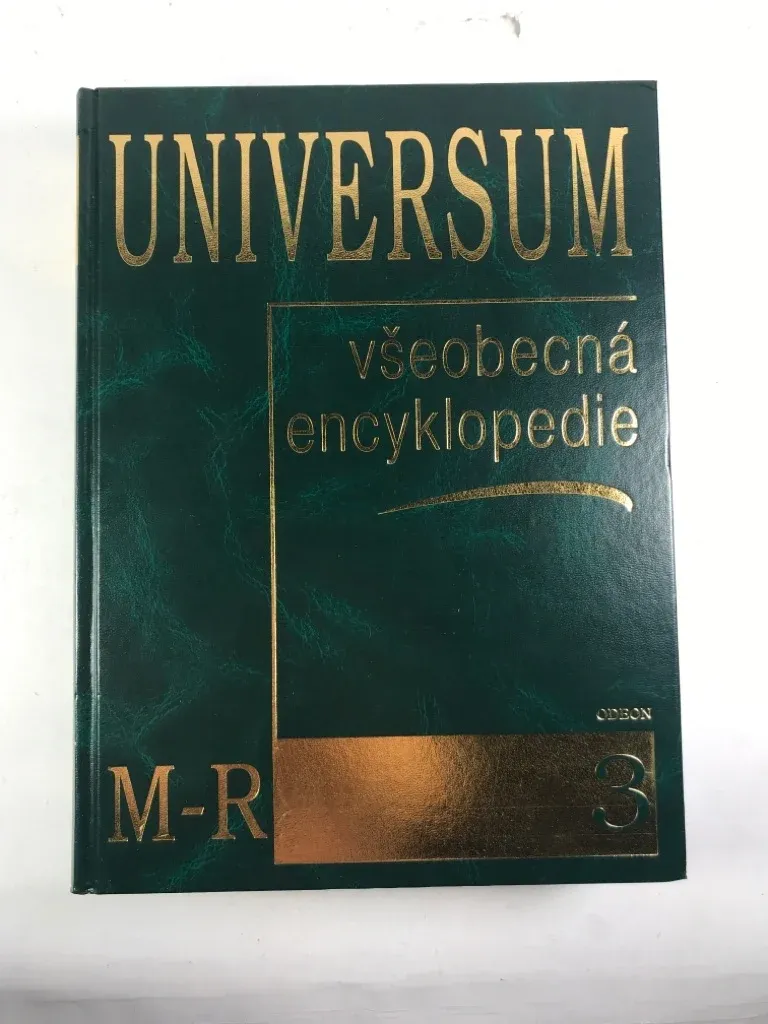 UNIVERSUM
všeobecná
encyklopedie
ODEON
M-R 3